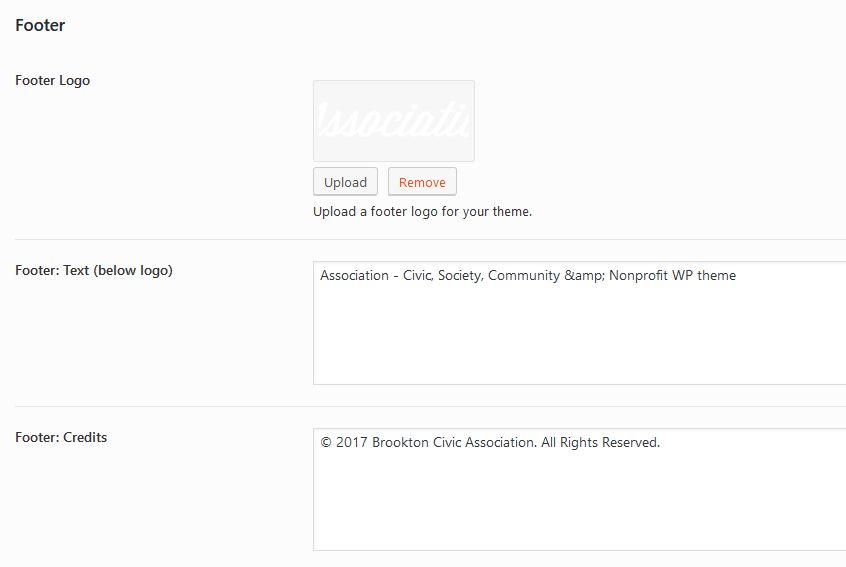 Footer
Footer Logo
Associati
Upload Remove
Upload a footer logo for your theme.
Footer: Text (below logo)
Association - Civic, Society, Community &amp; Nonprofit WP theme
Footer: Credits
© 2017 Brookton Civic Association. All Rights Reserved.